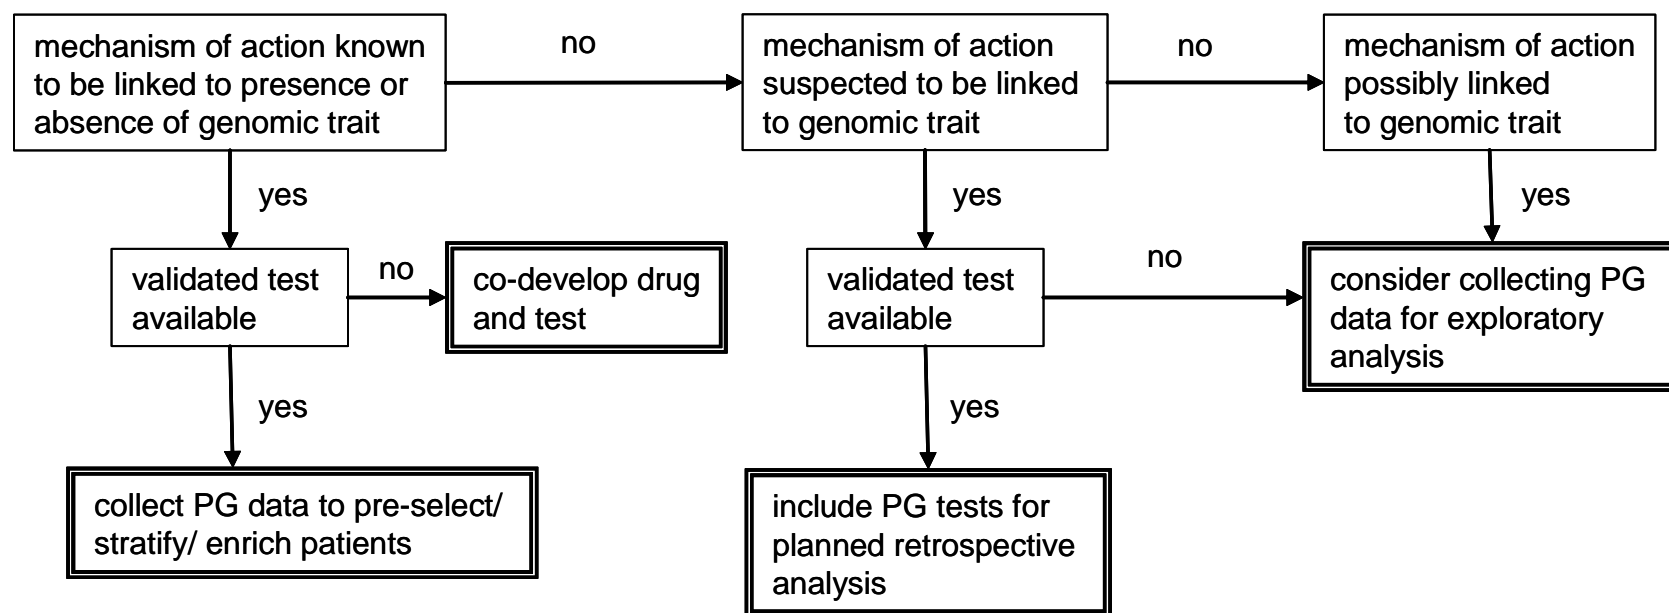 mechanism of action known
to be linked to presence or
absence of genomic trait
no
mechanism of action
suspected to be linked
to genomic trait
no
mechanism of action
possibly linked
to genomic trait
yes
yes
yes
validated test
available
no
co-develop drug
and test
validated test
available
no
consider collecting PG
data for exploratory
analysis
yes
yes
collect PG data to pre-select/
stratify/ enrich patients
include PG tests for
planned retrospective
analysis